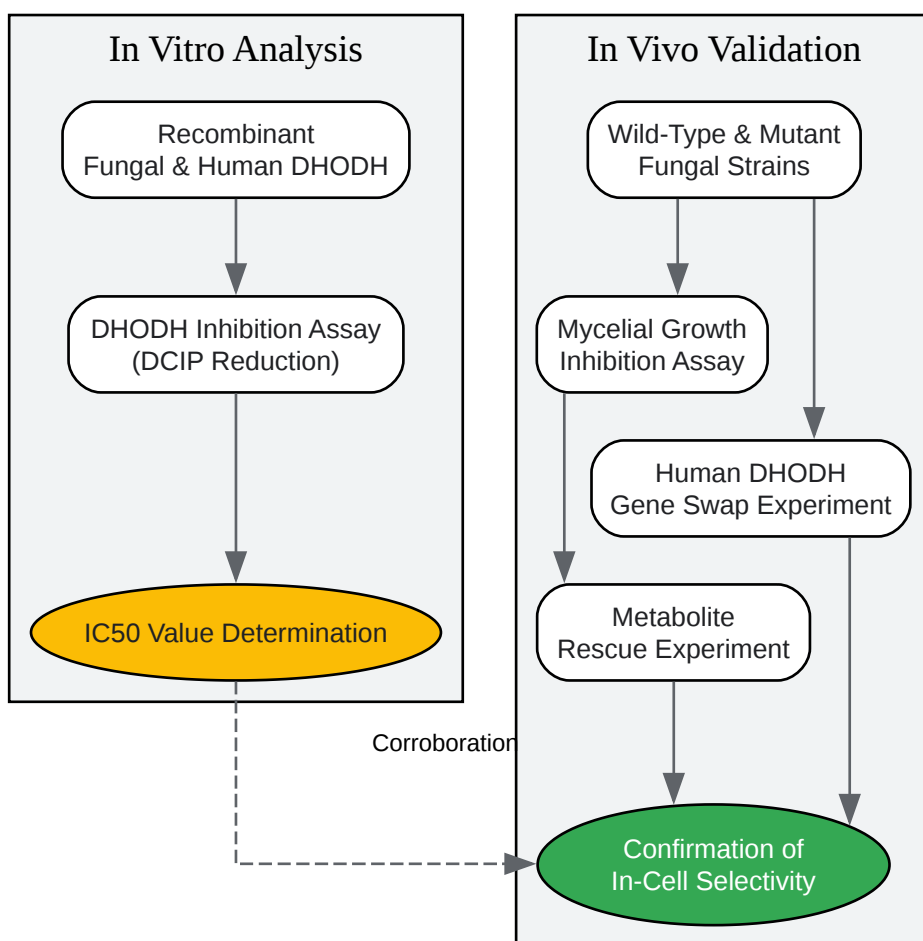 In Vitro Analysis
Recombinant
Fungal & Human DHODH
DHODH Inhibition Assay
(DCIP Reduction)
IC50 Value Determination
Corroboration
In Vivo Validation
Wild-Type & Mutant
Fungal Strains
Mycelial Growth
Inhibition Assay
Human DHODH
Gene Swap Experiment
Metabolite
Rescue Experiment
Confirmation of
In-Cell Selectivity